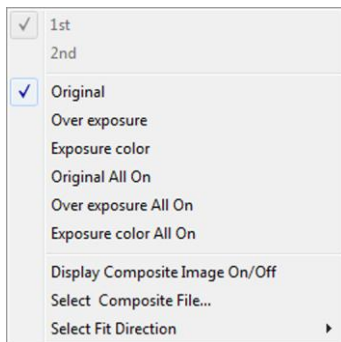 1st
2nd
Original
Over exposure
Exposure color
Original All On
Over exposure All On
Exposure color All On
Display Composite Image On/Off
Select  Composite File...
Select Fit Direction